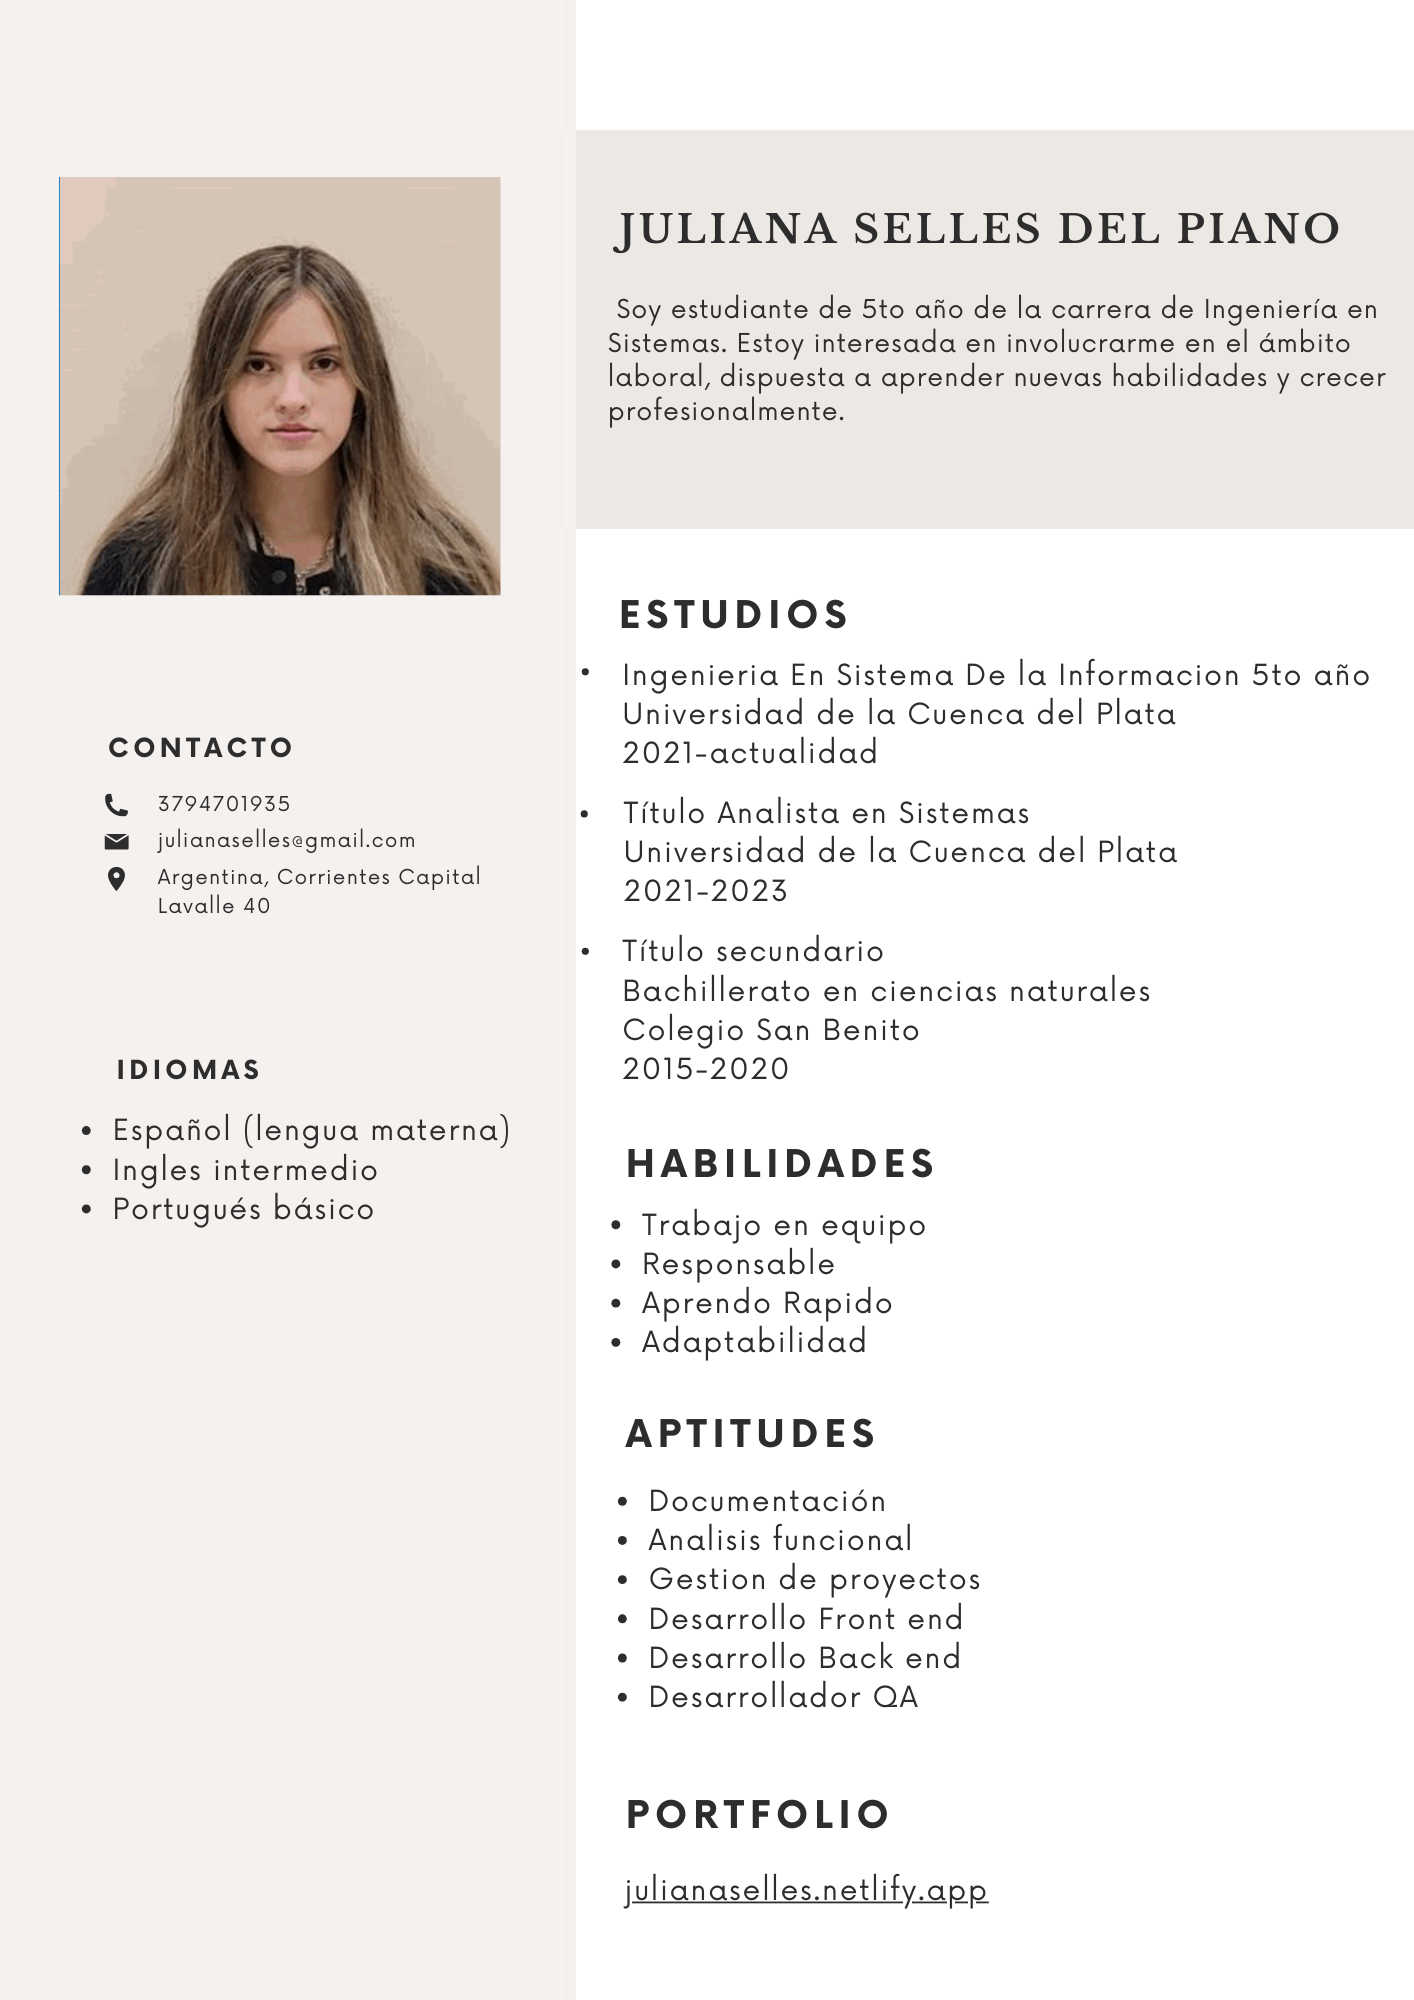 JULIANA SELLES DEL PIANO
Soy estudiante de 5to año de la carrera de Ingeniería en
Sistemas. Estoy interesada en involucrarme en el ámbito
laboral, dispuesta a aprender nuevas habilidades y crecer
profesionalmente.
CONTACTO
3794701935
julianaselles@gmail.com
Argentina, Corrientes Capital
Lavalle 40
IDIOMAS
• Español (lengua materna)
• Ingles intermedio
• Portugués básico
ESTUDIOS
• Ingenieria En Sistema De la Informacion 5to año
Universidad de la Cuenca del Plata
2021-actualidad
• Título Analista en Sistemas
Universidad de la Cuenca del Plata
2021-2023
• Título secundario
Bachillerato en ciencias naturales
Colegio San Benito
2015-2020
HABILIDADES
• Trabajo en equipo
• Responsable
• Aprendo Rapido
• Adaptabilidad
APTITUDES
• Documentación
• Analisis funcional
• Gestion de proyectos
• Desarrollo Front end
• Desarrollo Back end
• Desarrollador QA
PORTFOLIO
julianaselles.netlify.app